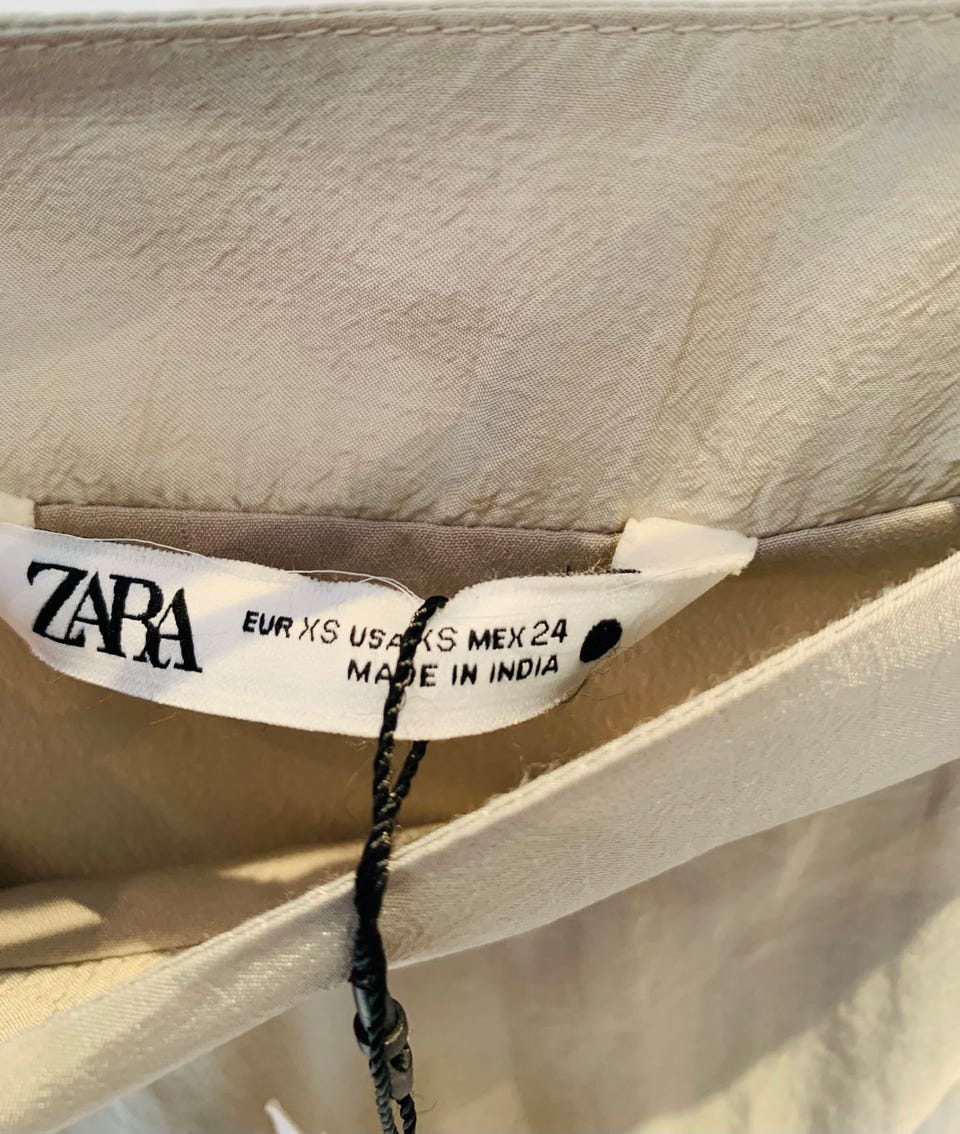 ZARA
EUR XS USA XS MEX 24
MADE IN INDIA